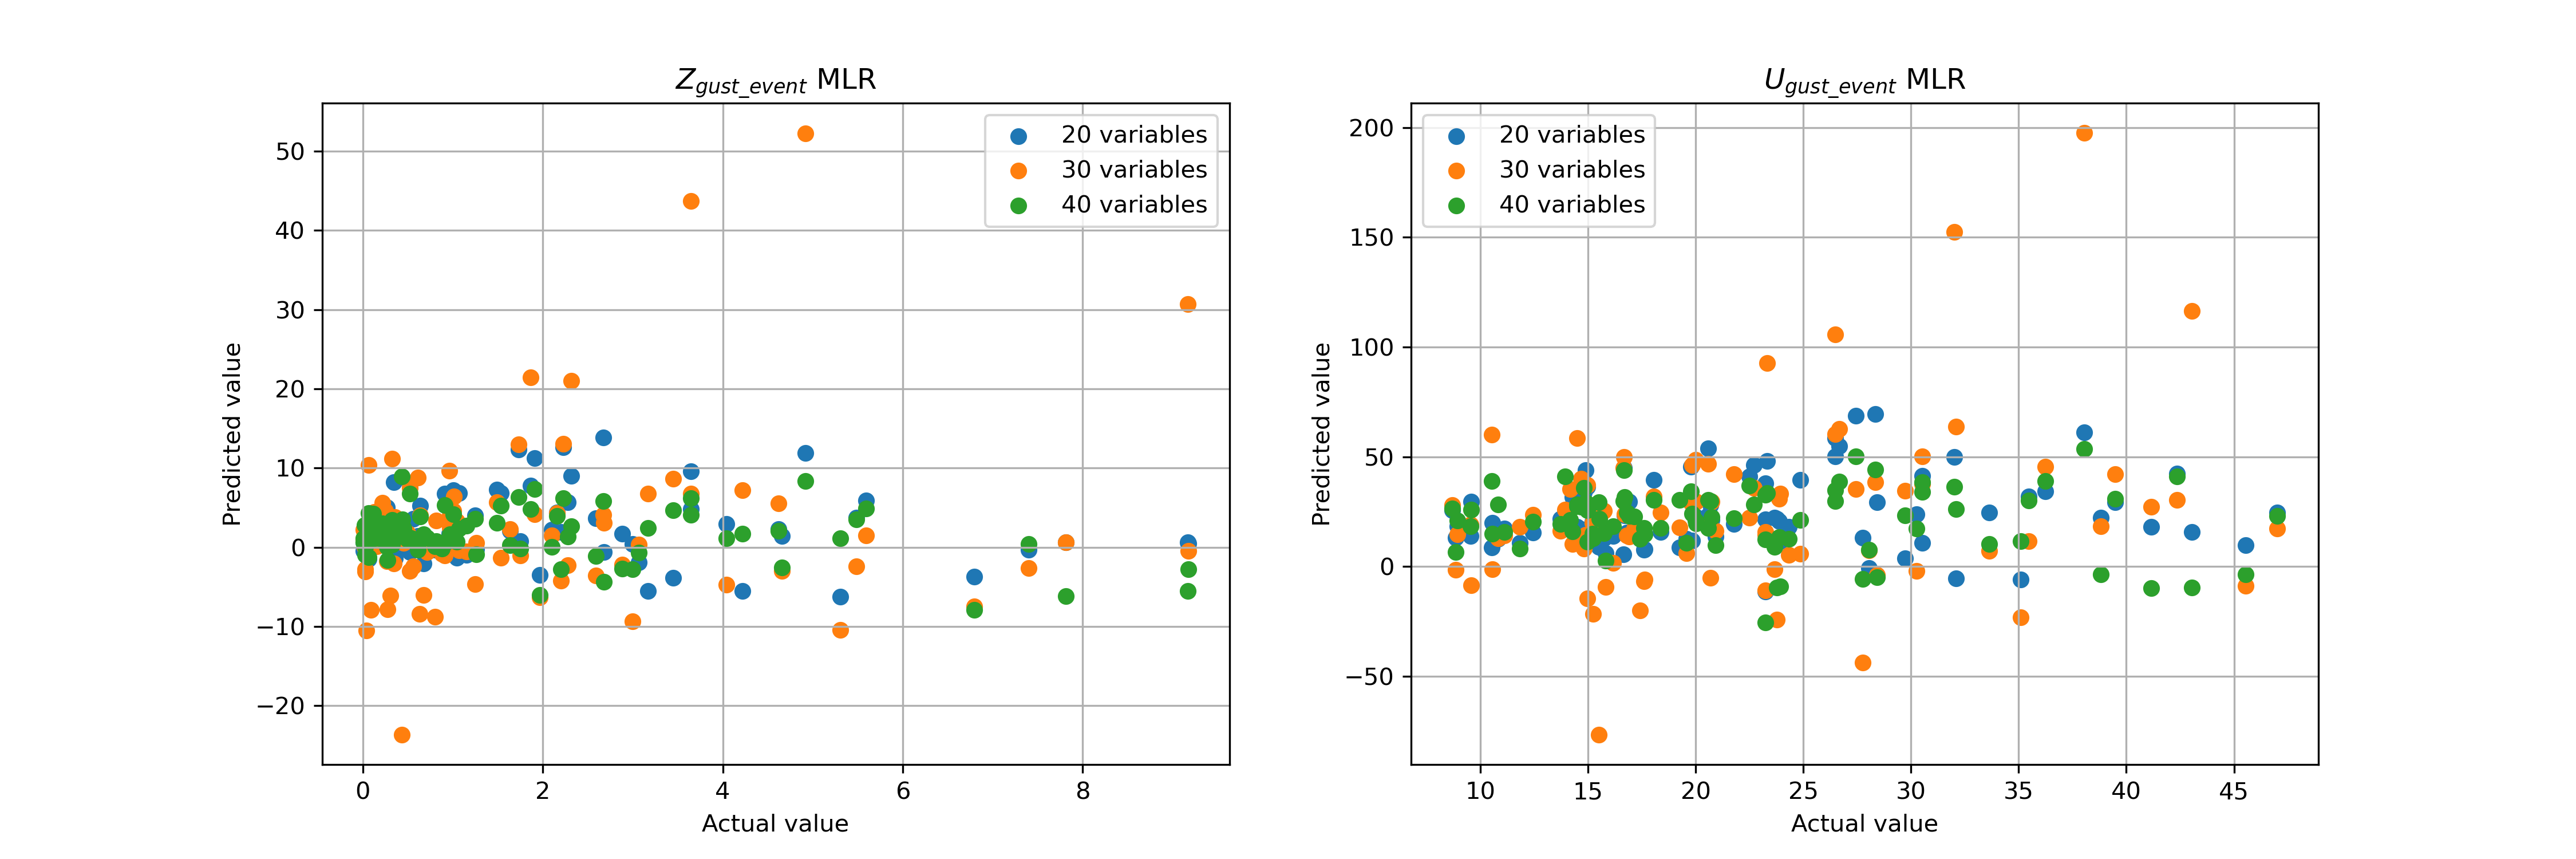 Z_gust_event MLR
50
40
30
20
10
0
−10
−20
Predicted value
20 variables
30 variables
40 variables
0 2 4 6 8
Actual value
U_gust_event MLR
200
150
100
50
0
−50
Predicted value
20 variables
30 variables
40 variables
10 15 20 25 30 35 40 45
Actual value